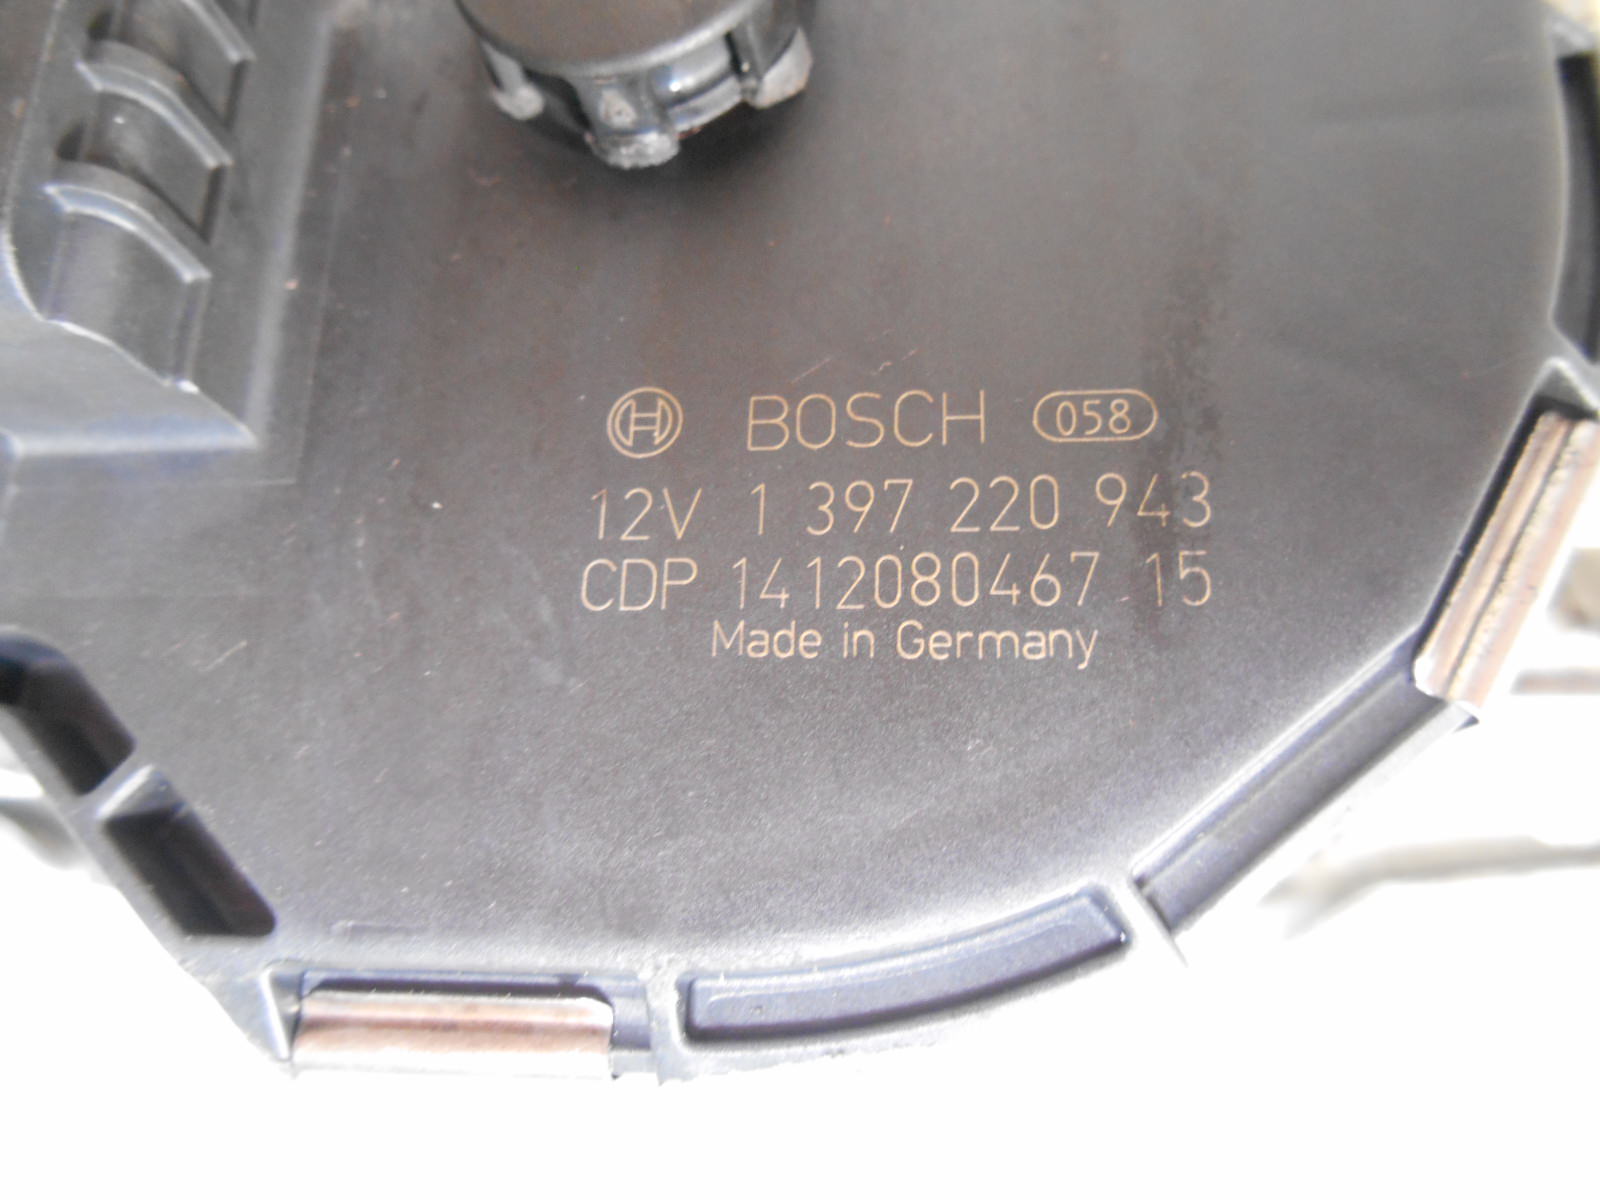 BOSCH 058
12V 1 397 220 943
CDP 1412080467 15
Made in Germany